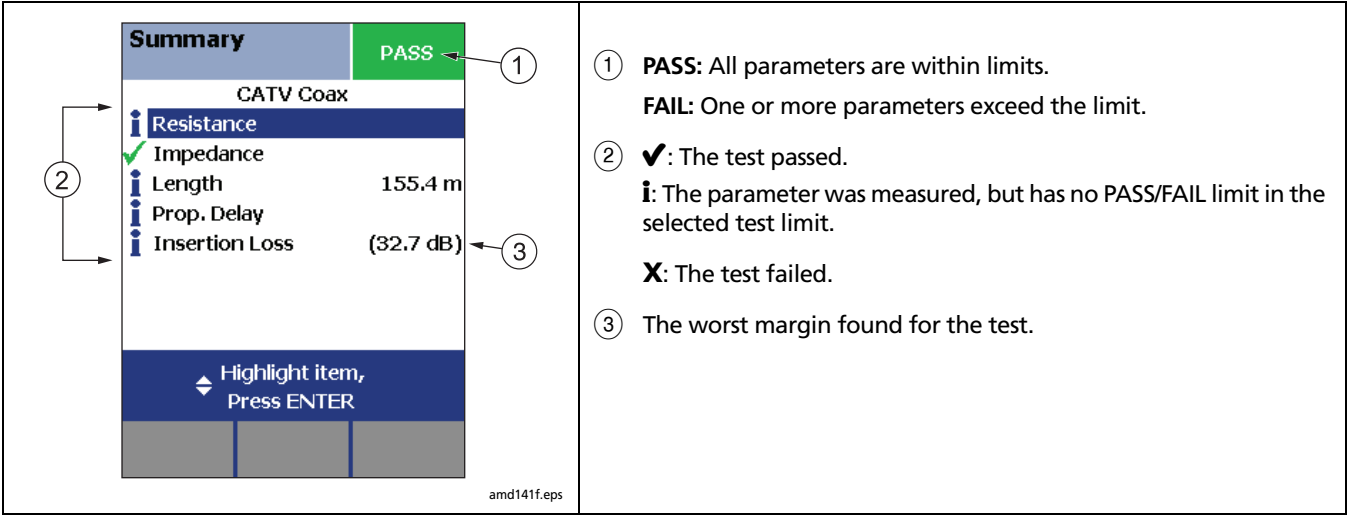 Summary
PASS
1
CATV Coax
i Resistance
✓ Impedance
2
i Length 155.4 m
i Prop. Delay
i Insertion Loss (32.7 dB)
3
Highlight item,
Press ENTER
amd141f.eps
1 PASS: All parameters are within limits.
FAIL: One or more parameters exceed the limit.
2 ✔: The test passed.
i: The parameter was measured, but has no PASS/FAIL limit in the
selected test limit.
X: The test failed.
3 The worst margin found for the test.